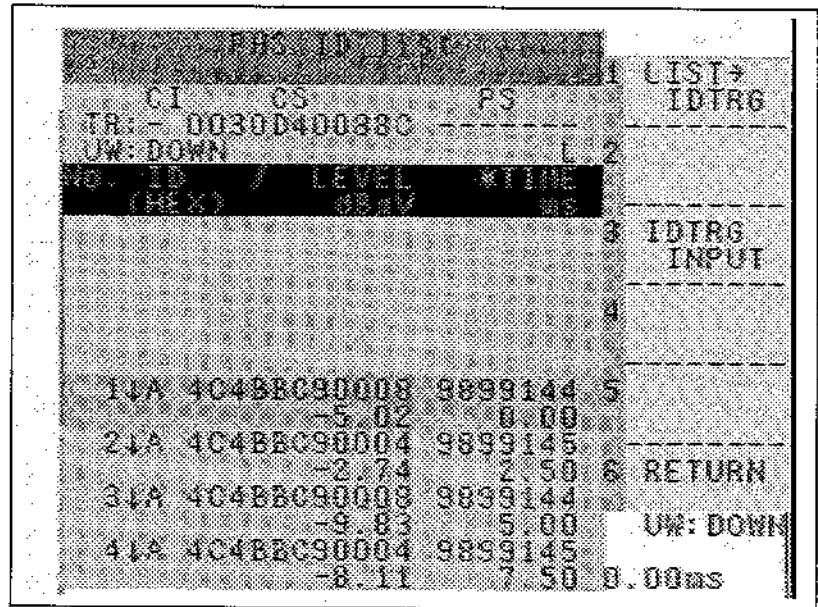 PHS ID list
1 LIST→
IDTRG
CI CS PS
TR:- 0030D40088C -------
UW:DOWN L 2
No. ID / LEVEL *TIME
(HEX) dBmV ms
3 IDTRG
INPUT
4
1↓A 4C4BBC90008 9899144 5
-5.02 0.00
2↓A 4C4BBC90004 9899145
-2.74 2.50 6 RETURN
3↓A 4C4BBC90008 9899144
-9.83 5.00 UW:DOWN
4↓A 4C4BBC90004 9899145
-8.11 7.50 0.00ms